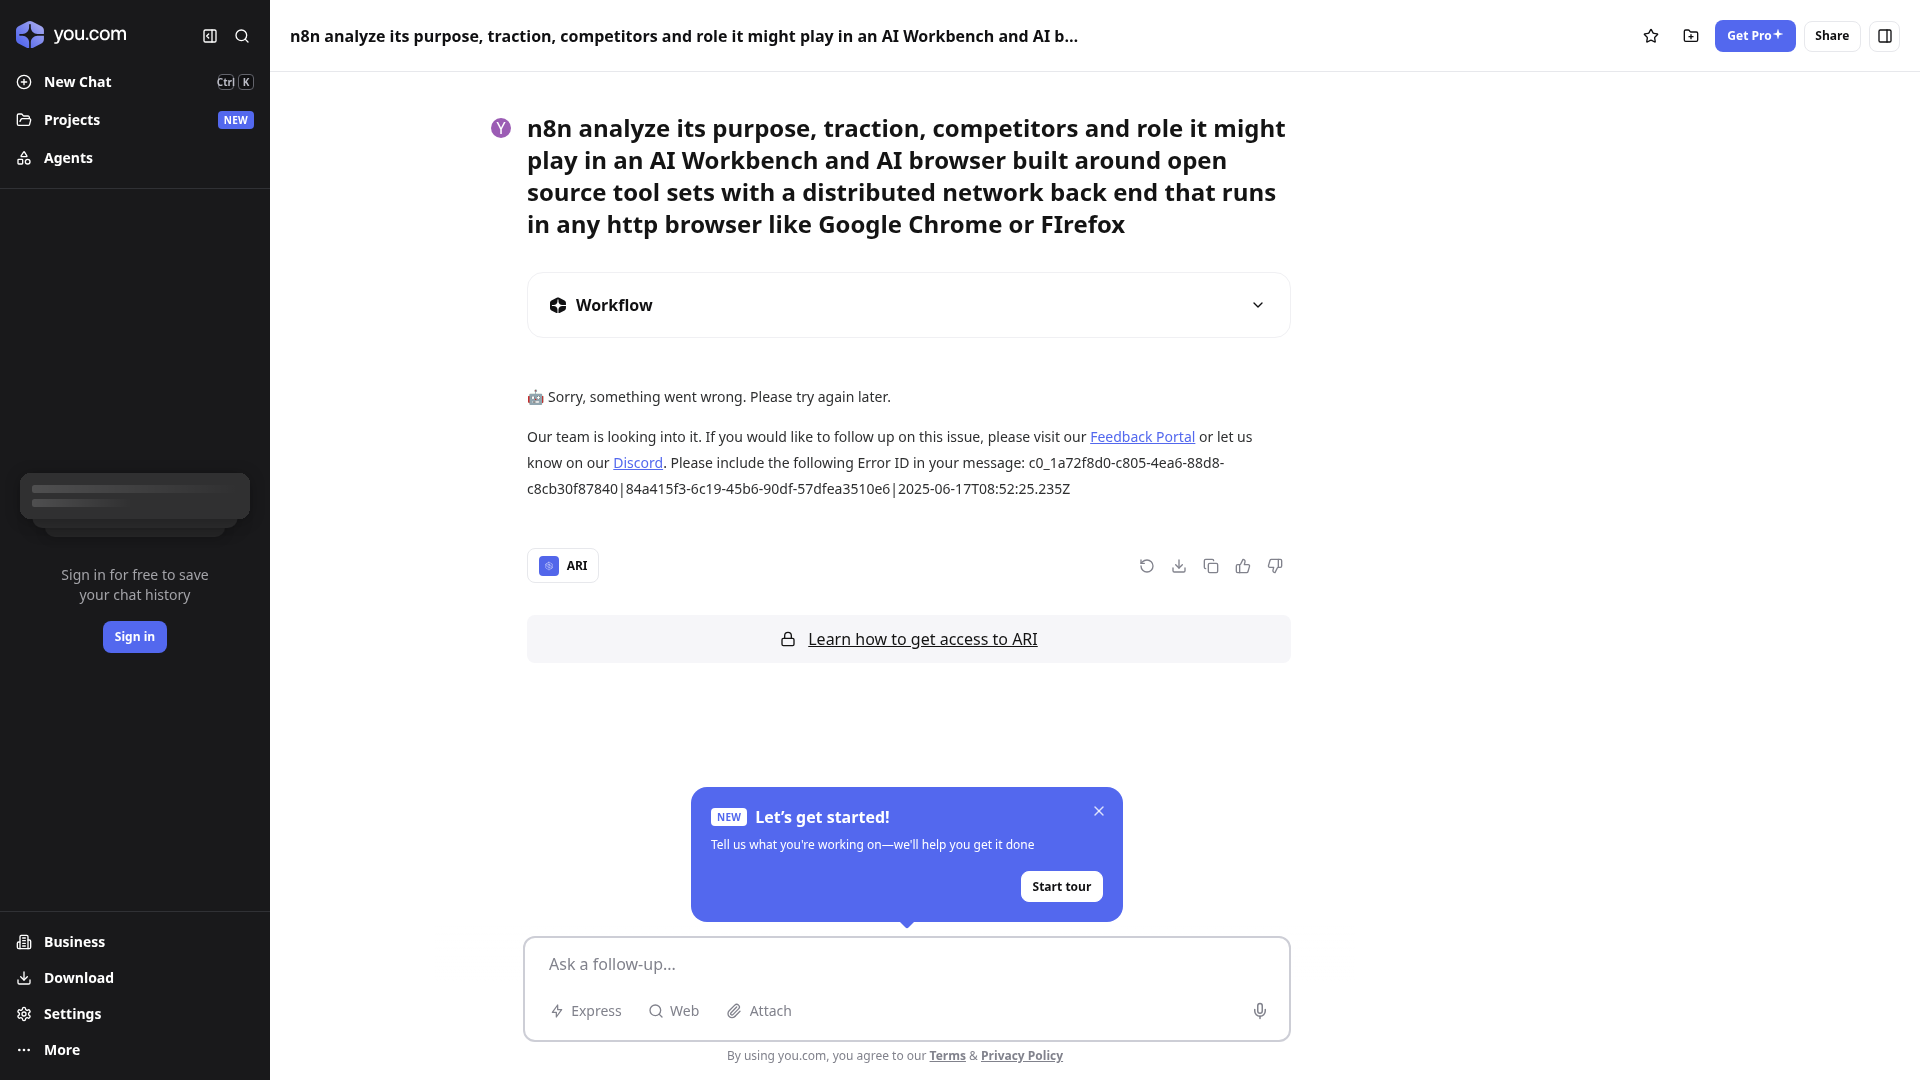 you.com
New Chat
Ctrl K
Projects
NEW
Agents
Sign in for free to save
your chat history
Sign in
Business
Download
Settings
More
n8n analyze its purpose, traction, competitors and role it might play in an AI Workbench and AI b...
Get Pro
Share
Y
n8n analyze its purpose, traction, competitors and role it might
play in an AI Workbench and AI browser built around open
source tool sets with a distributed network back end that runs
in any http browser like Google Chrome or FIrefox
Workflow
🤖 Sorry, something went wrong. Please try again later.
Our team is looking into it. If you would like to follow up on this issue, please visit our Feedback Portal or let us
know on our Discord. Please include the following Error ID in your message: c0_1a72f8d0-c805-4ea6-88d8-
c8cb30f87840|84a415f3-6c19-45b6-90df-57dfea3510e6|2025-06-17T08:52:25.235Z
ARI
Learn how to get access to ARI
NEW Let's get started!
Tell us what you're working on—we'll help you get it done
Start tour
Ask a follow-up...
Express
Web
Attach
By using you.com, you agree to our Terms & Privacy Policy